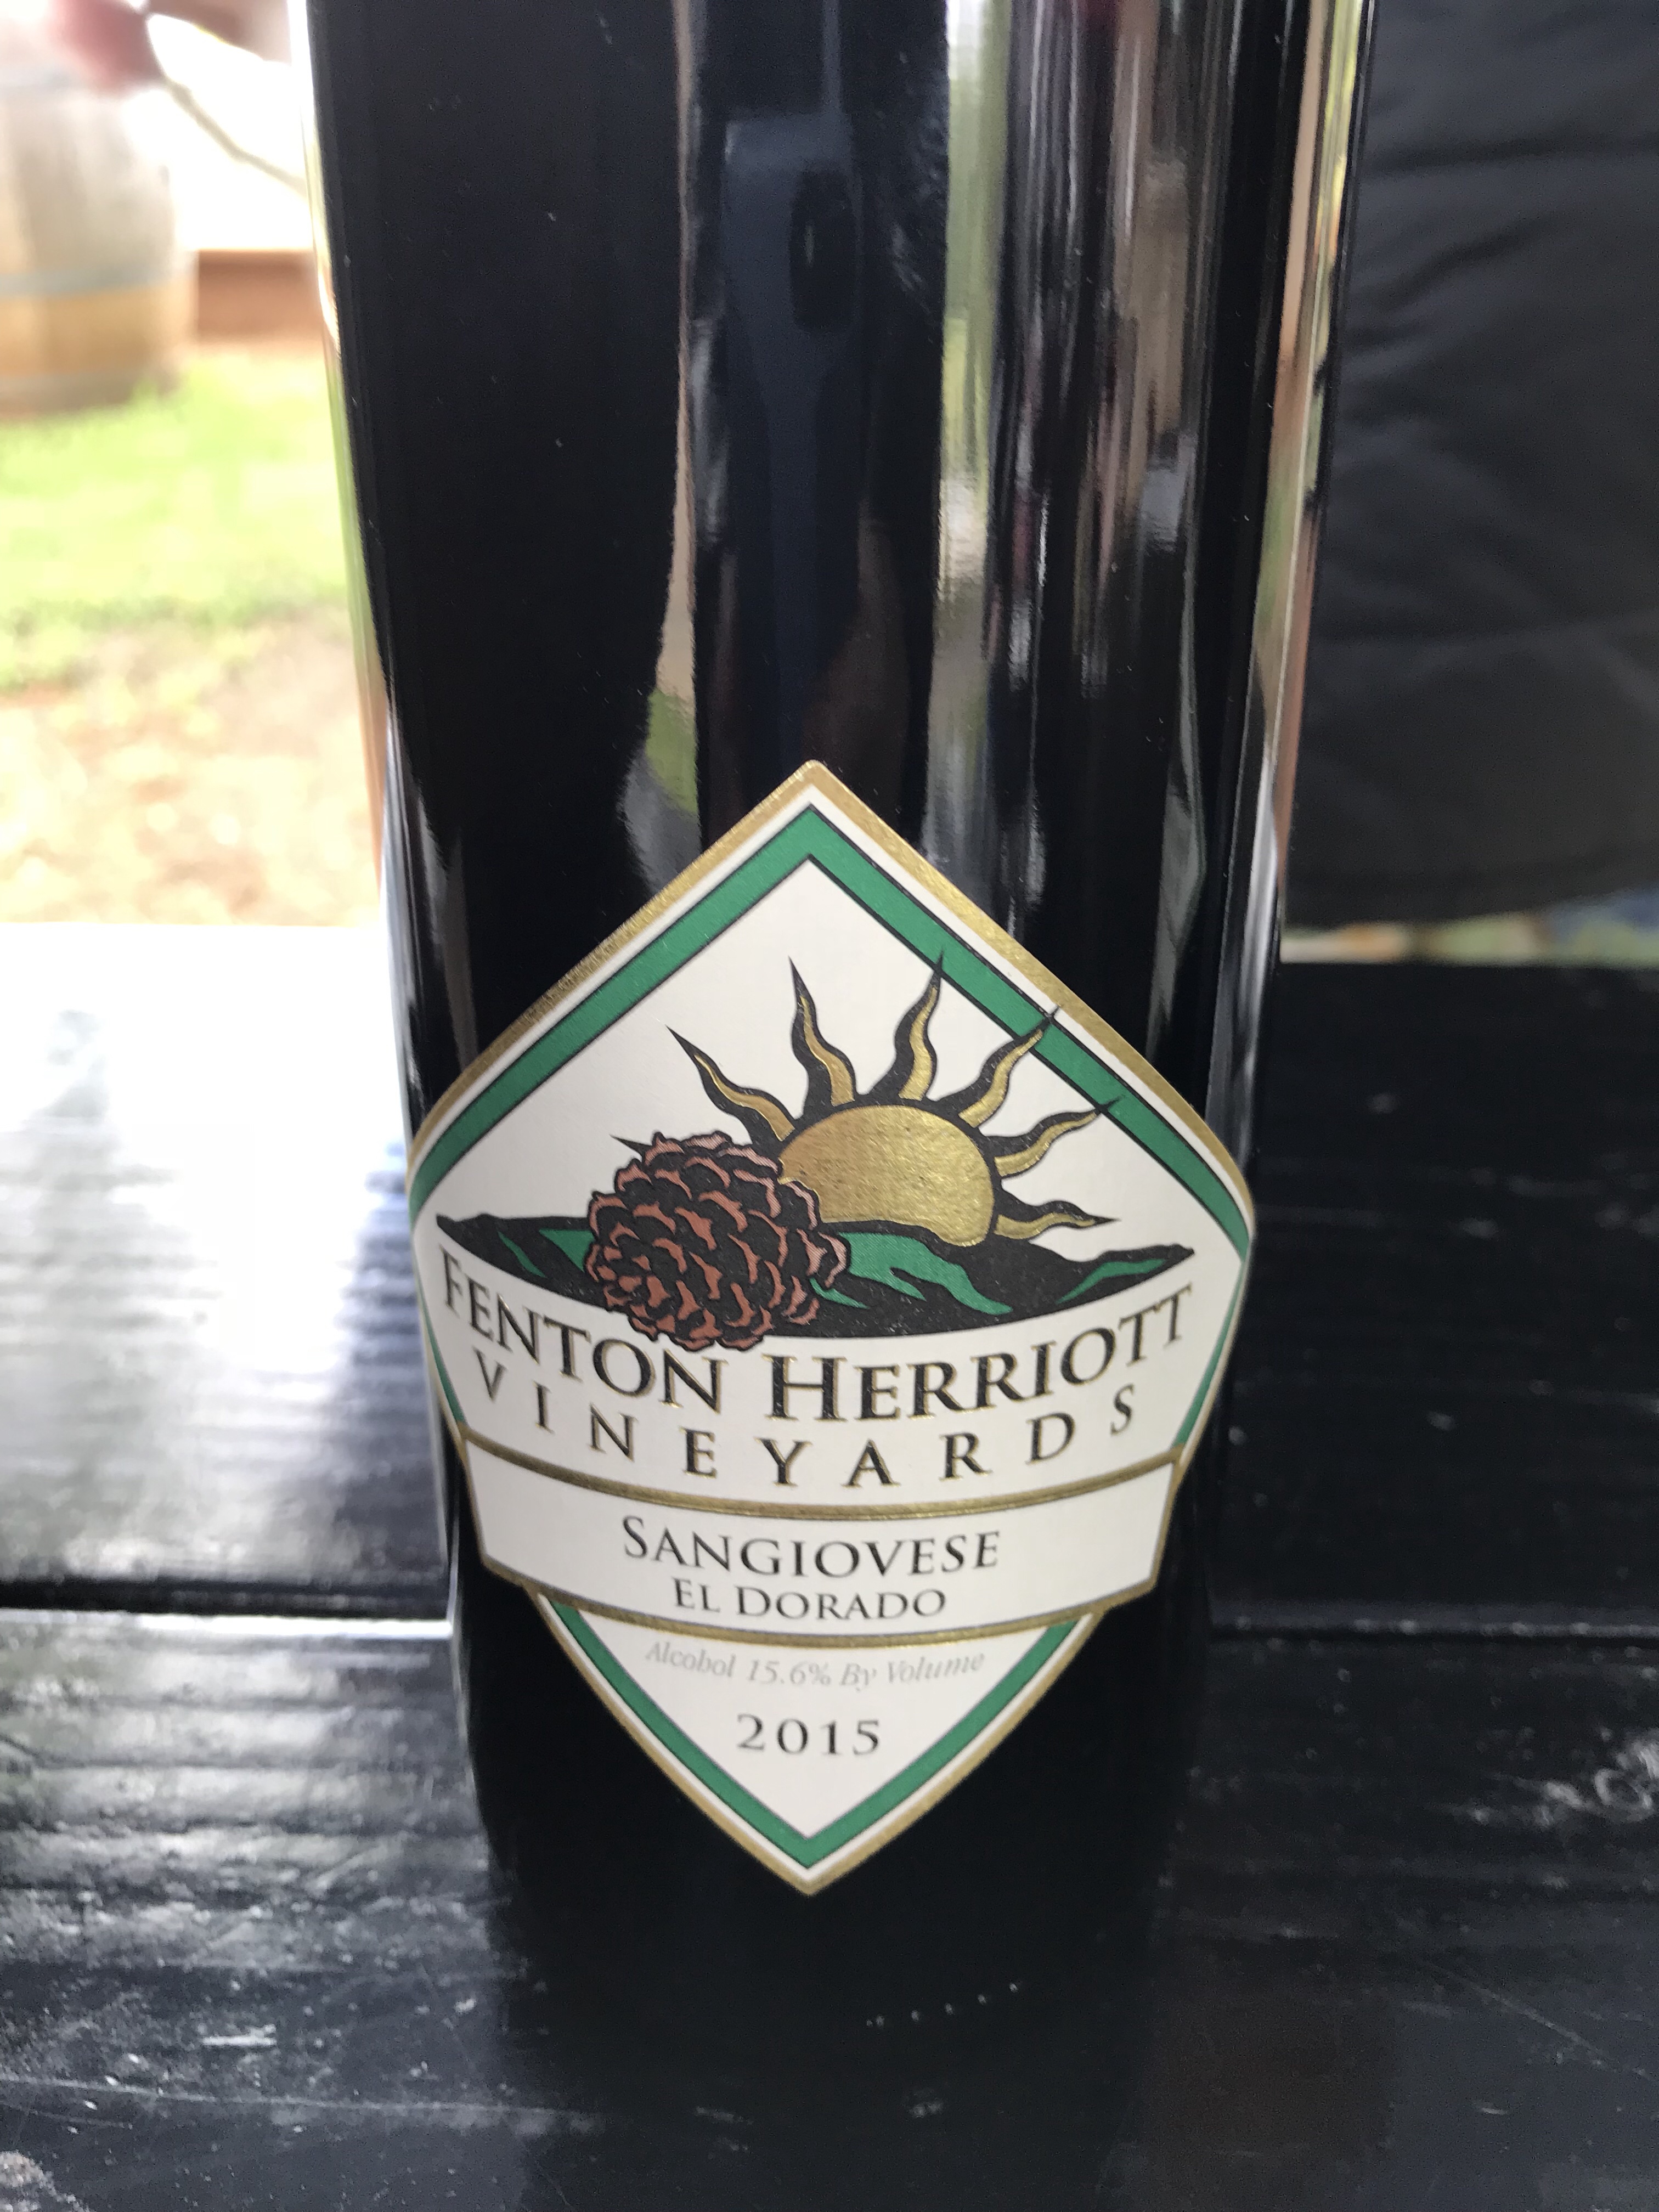 FENTON HERRIOTT
VINEYARDS
SANGIOVESE
EL DORADO
Alcohol 15.6% By Volume
2015